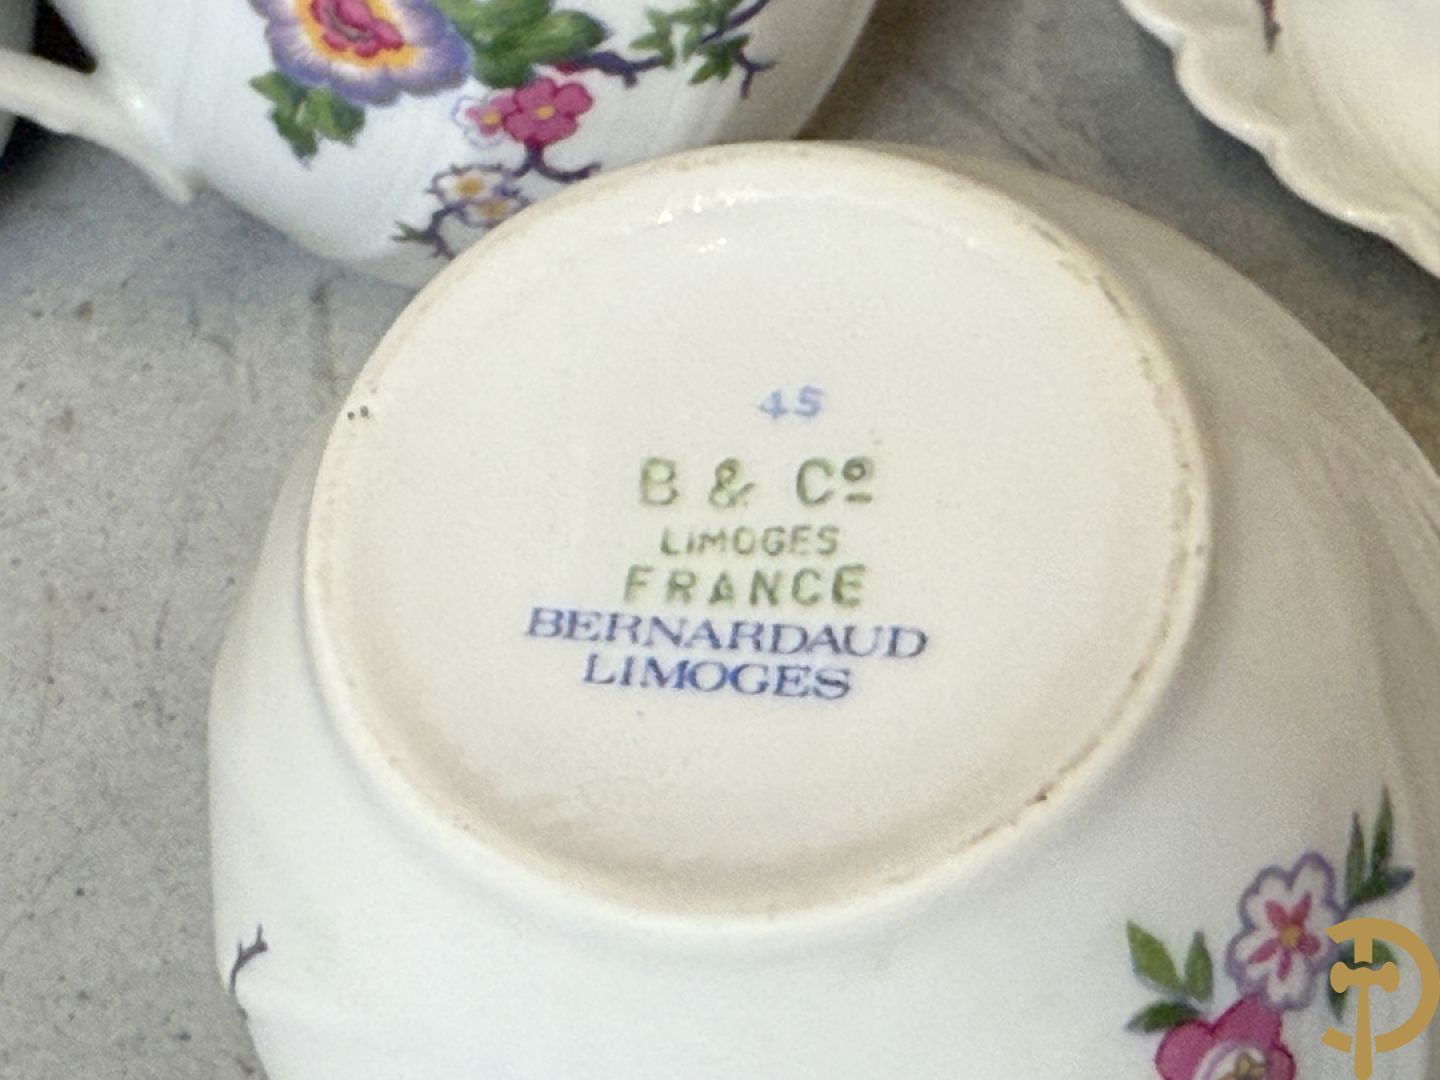 45
B & Cº
LIMOGES
FRANCE
BERNARDAUD
LIMOGES